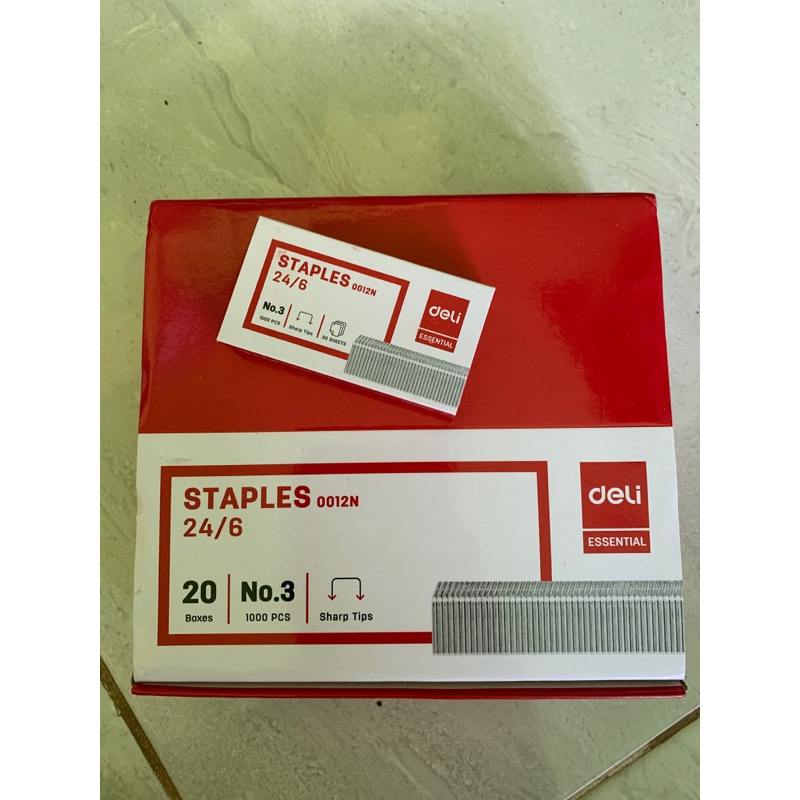 STAPLES 0012N
24/6
No.3
1000 PCS
Sharp Tips
30 SHEETS
deli
ESSENTIAL
STAPLES 0012N
24/6
20
Boxes
No.3
1000 PCS
Sharp Tips
deli
ESSENTIAL